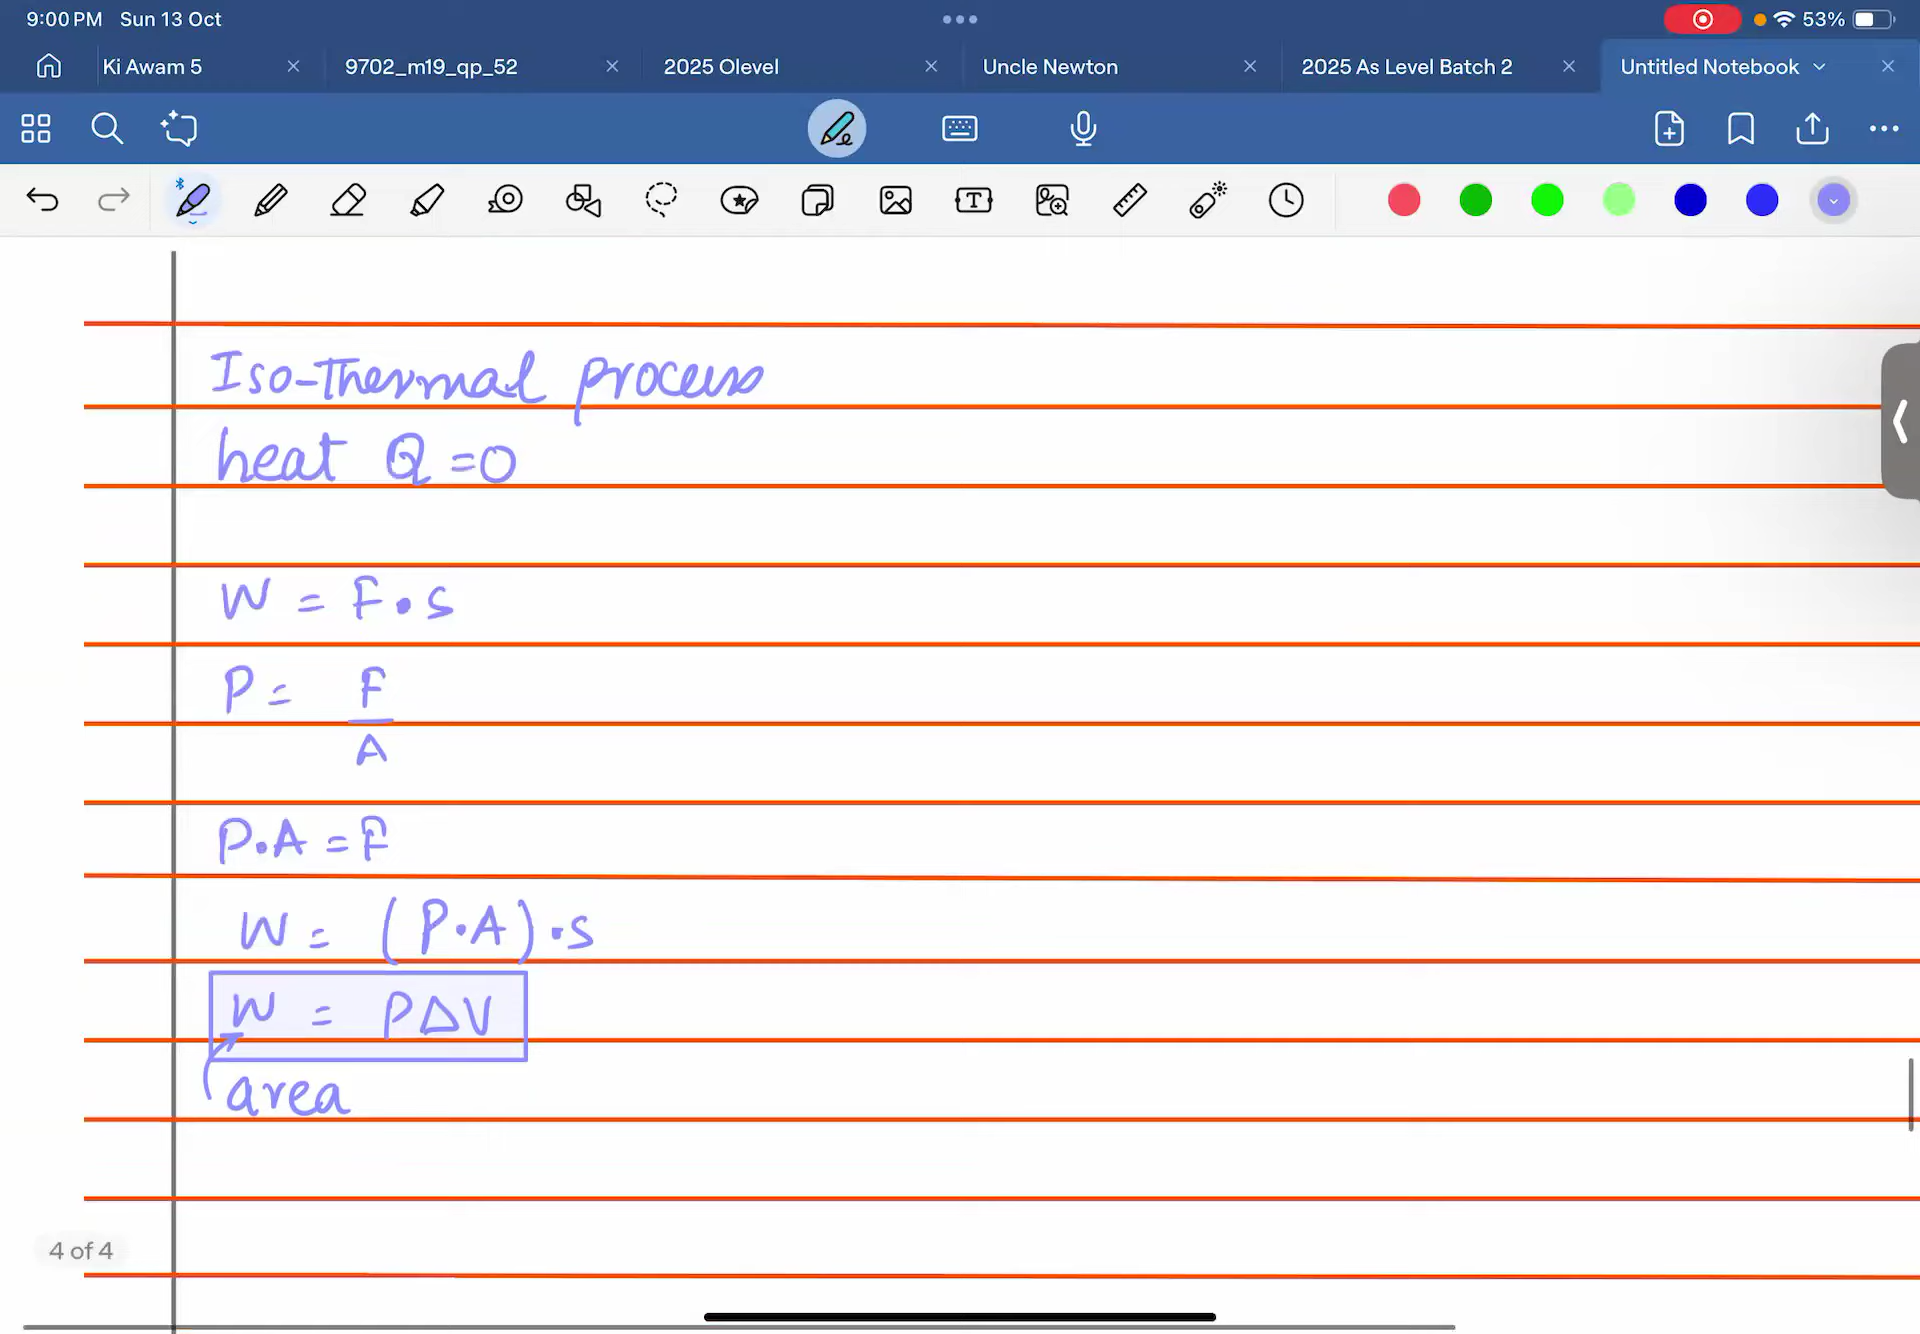 9:00 PM Sun 13 Oct
53%
Ki Awam 5
9702_m19_qp_52
2025 Olevel
Uncle Newton
2025 As Level Batch 2
Untitled Notebook
Iso-Thermal process
heat Q = 0
W = F • s
P = F
A
P • A = F
W = (P • A) • s
W = PΔV
area
4 of 4